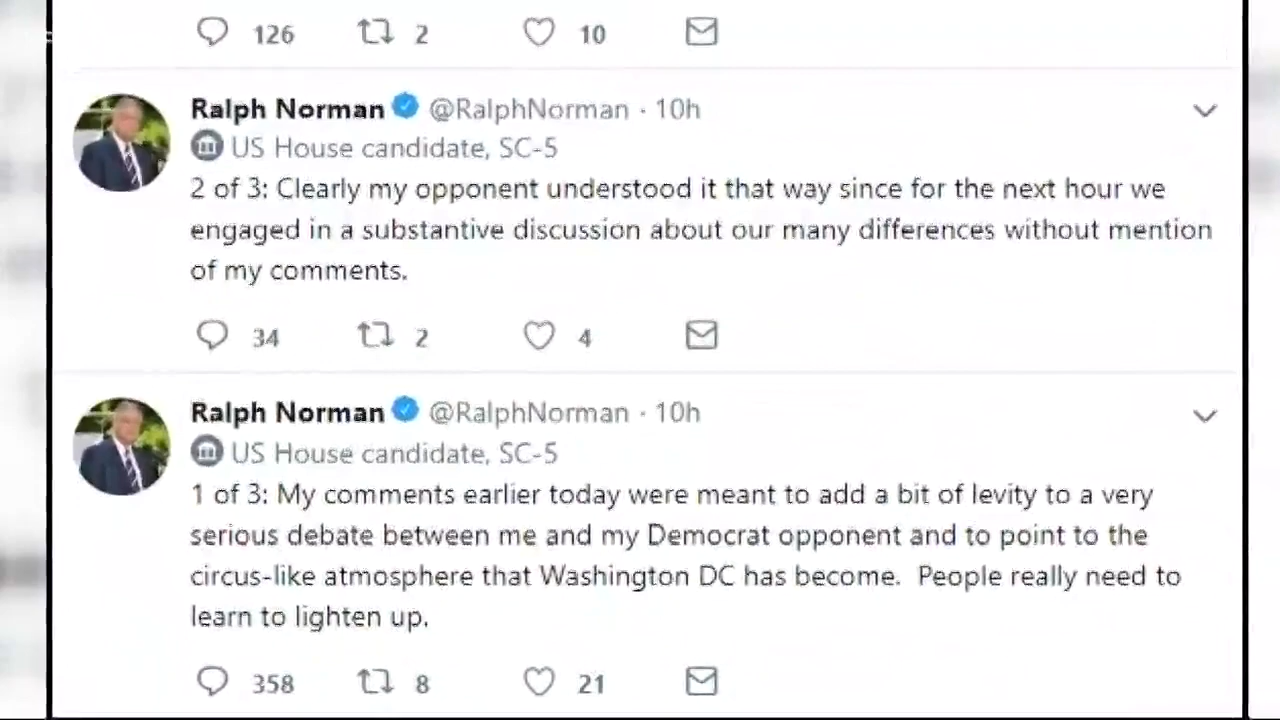 126 2 10
Ralph Norman @RalphNorman · 10h
US House candidate, SC-5
2 of 3: Clearly my opponent understood it that way since for the next hour we
engaged in a substantive discussion about our many differences without mention
of my comments.
34 2 4
Ralph Norman @RalphNorman · 10h
US House candidate, SC-5
1 of 3: My comments earlier today were meant to add a bit of levity to a very
serious debate between me and my Democrat opponent and to point to the
circus-like atmosphere that Washington DC has become. People really need to
learn to lighten up.
358 8 21